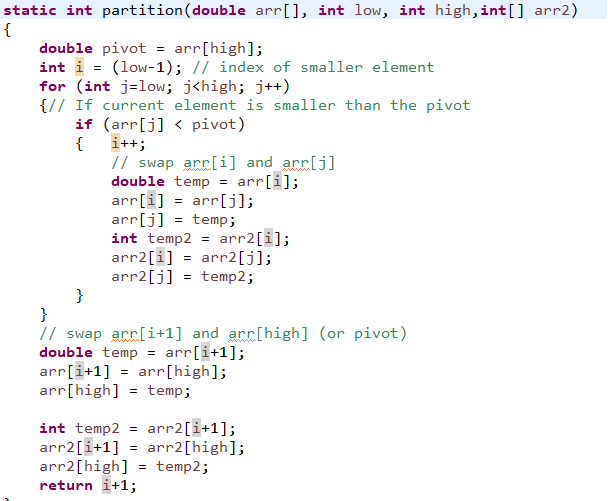 static int partition(double arr[], int low, int high,int[] arr2)
{
    double pivot = arr[high];
    int i = (low-1); // index of smaller element
    for (int j=low; j<high; j++)
    {// If current element is smaller than the pivot
        if (arr[j] < pivot)
        {   i++;
            // swap arr[i] and arr[j]
            double temp = arr[i];
            arr[i] = arr[j];
            arr[j] = temp;
            int temp2 = arr2[i];
            arr2[i] = arr2[j];
            arr2[j] = temp2;
        }
    }
    // swap arr[i+1] and arr[high] (or pivot)
    double temp = arr[i+1];
    arr[i+1] = arr[high];
    arr[high] = temp;

    int temp2 = arr2[i+1];
    arr2[i+1] = arr2[high];
    arr2[high] = temp2;
    return i+1;